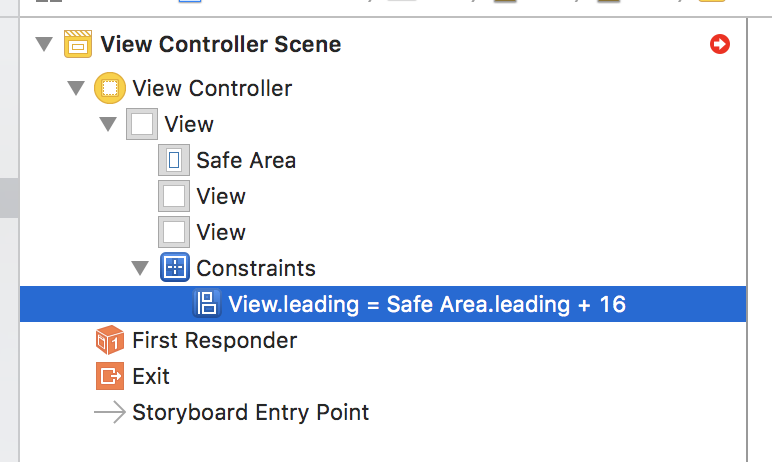 View Controller Scene
View Controller
View
Safe Area
View
View
Constraints
View.leading = Safe Area.leading + 16
First Responder
Exit
Storyboard Entry Point